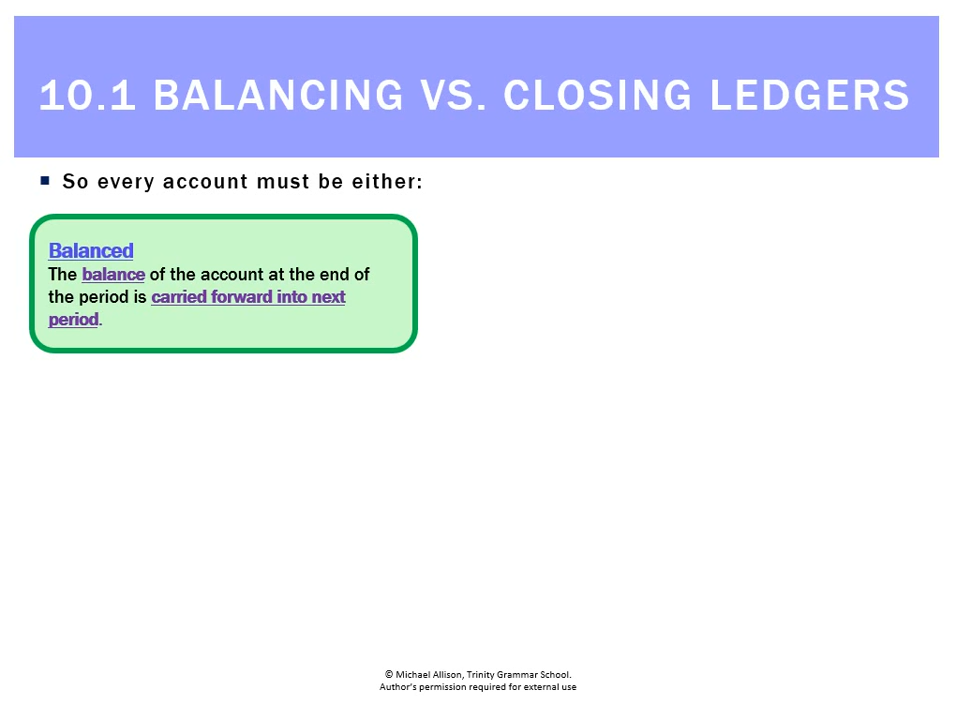 10.1 BALANCING VS. CLOSING LEDGERS
So every account must be either:
Balanced
The balance of the account at the end of
the period is carried forward into next
period.
© Michael Allison, Trinity Grammar School.
Author's permission required for external use